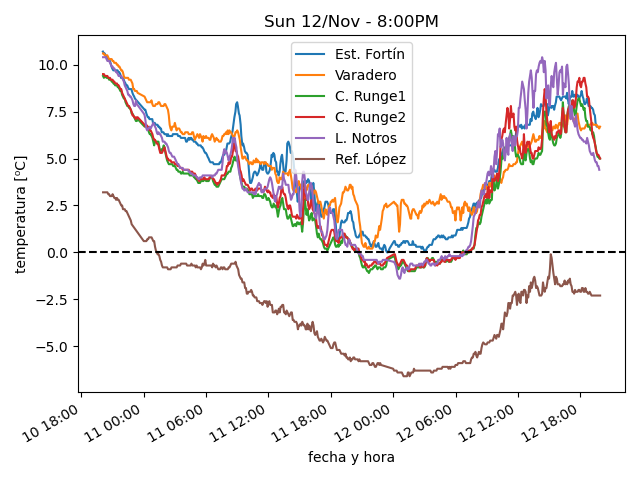 Sun 12/Nov - 8:00PM
Est. Fortín
Varadero
C. Runge1
C. Runge2
L. Notros
Ref. López
temperatura [ºC]
10.0
7.5
5.0
2.5
0.0
−2.5
−5.0
10 18:00
11 00:00
11 06:00
11 12:00
11 18:00
12 00:00
12 06:00
12 12:00
12 18:00
fecha y hora